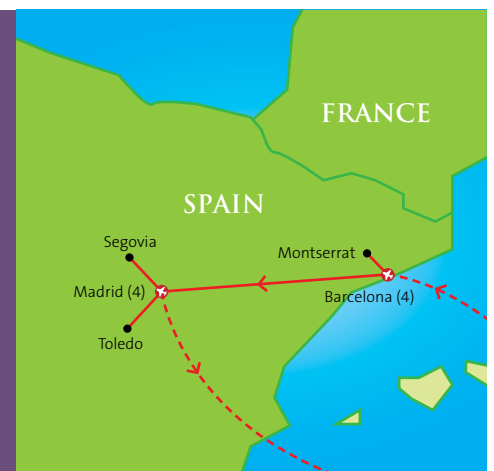 FRANCE
SPAIN
Segovia
Montserrat
Madrid (4)
Barcelona (4)
Toledo